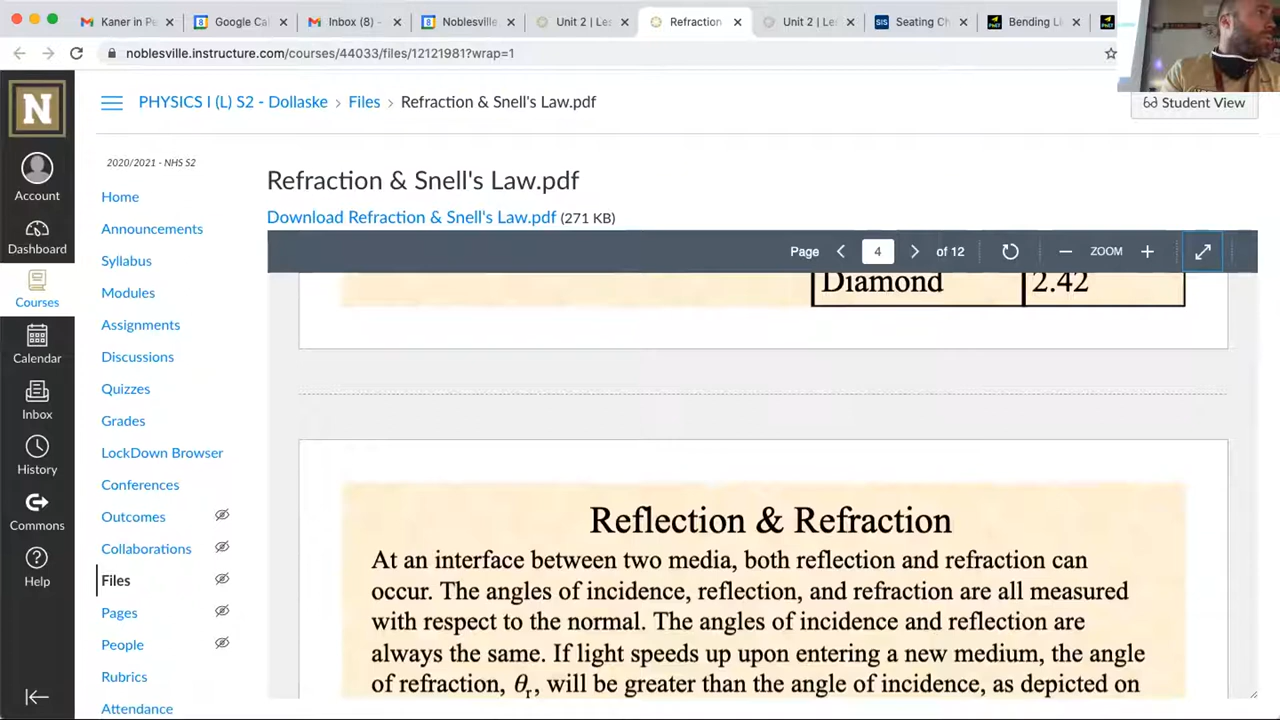 Kaner in P
Google Ca
Inbox (8) -
Noblesville
Unit 2 | Le
Refraction
Unit 2 | Le
SIS
Seating Ch
PhET
Bending Li
PhET
noblesville.instructure.com/courses/44033/files/12121981?wrap=1
N
Account
Dashboard
Courses
Calendar
Inbox
History
Commons
Help
PHYSICS I (L) S2 - Dollaske › Files › Refraction & Snell's Law.pdf
Student View
2020/2021 - NHS S2
Home
Announcements
Syllabus
Modules
Assignments
Discussions
Quizzes
Grades
LockDown Browser
Conferences
Outcomes
Collaborations
Files
Pages
People
Rubrics
Attendance
Refraction & Snell's Law.pdf
Download Refraction & Snell's Law.pdf (271 KB)
Page 4 of 12 ZOOM
Diamond 2.42
Reflection & Refraction
At an interface between two media, both reflection and refraction can
occur. The angles of incidence, reflection, and refraction are all measured
with respect to the normal. The angles of incidence and reflection are
always the same. If light speeds up upon entering a new medium, the angle
of refraction, θr, will be greater than the angle of incidence, as depicted on